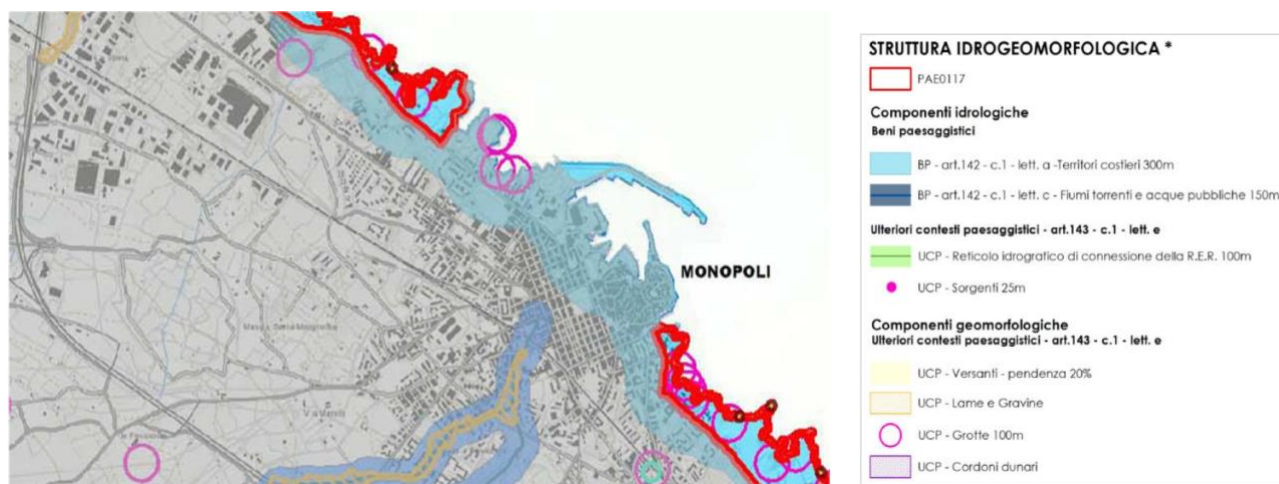 MONOPOLI
STRUTTURA IDROGEOMORFOLOGICA *
PAE0117
Componenti idrologiche
Beni paesaggistici
BP - art.142 - c.1 - lett. a -Territori costieri 300m
BP - art.142 - c.1 - lett. c - Fiumi torrenti e acque pubbliche 150m
Ulteriori contesti paesaggistici - art.143 - c.1 - lett. e
UCP - Reticolo idrografico di connessione della R.E.R. 100m
UCP - Sorgenti 25m
Componenti geomorfologiche
Ulteriori contesti paesaggistici - art.143 - c.1 - lett. e
UCP - Versanti - pendenza 20%
UCP - Lame e Gravine
UCP - Grotte 100m
UCP - Cordoni dunari